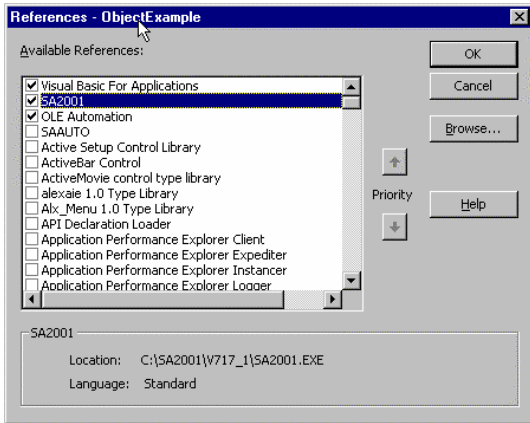 References - ObjectExample
Available References:
Visual Basic For Applications
SA2001
OLE Automation
SAAUTO
Active Setup Control Library
ActiveBar Control
ActiveMovie control type library
alexaie 1.0 Type Library
Alx_Menu 1.0 Type Library
API Declaration Loader
Application Performance Explorer Client
Application Performance Explorer Expediter
Application Performance Explorer Instancer
Application Performance Explorer Logger
OK
Cancel
Browse...
Priority
Help
SA2001
Location: C:\SA2001\V717_1\SA2001.EXE
Language: Standard